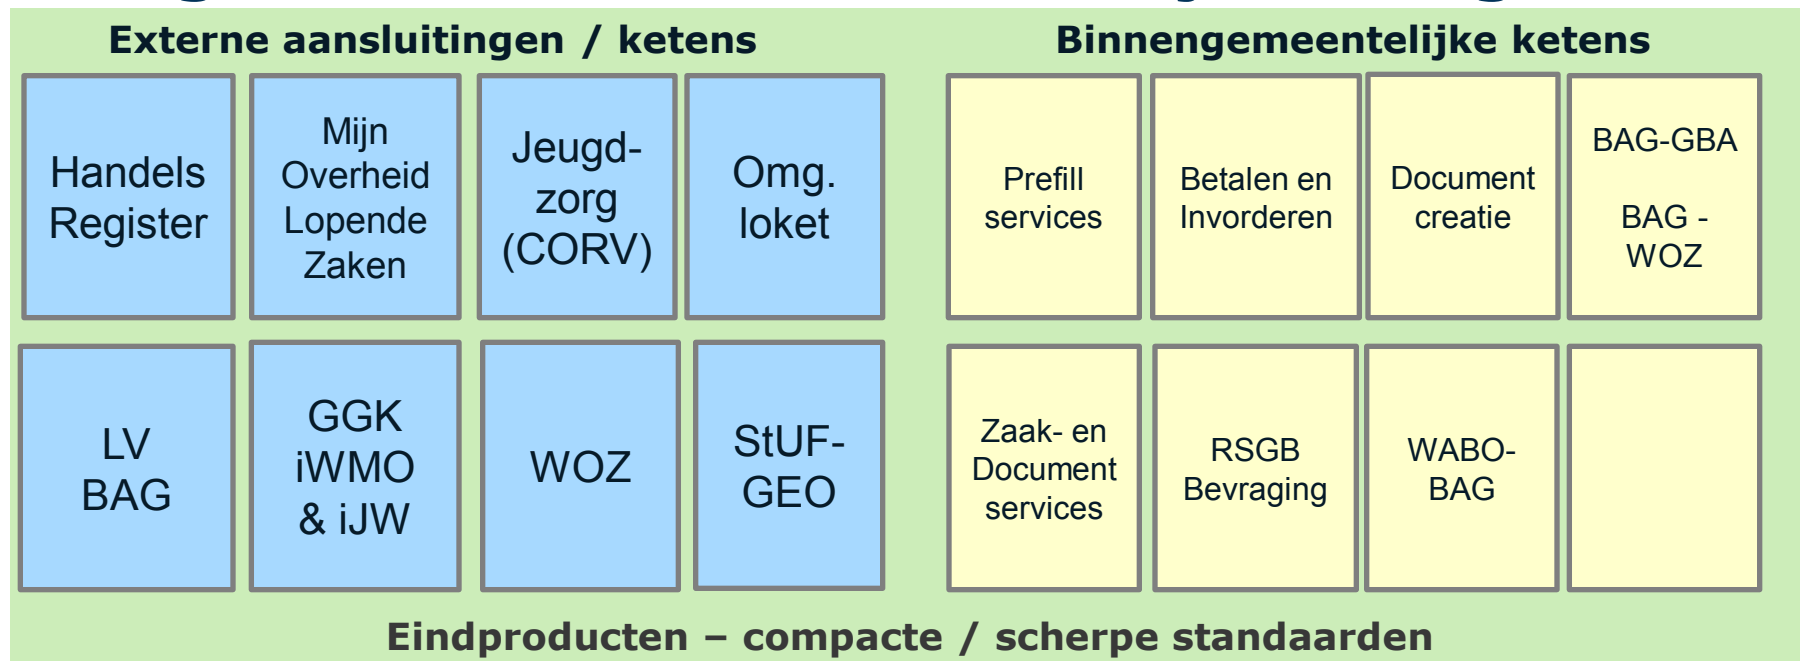 Externe aansluitingen / ketens
Handels
Register
Mijn
Overheid
Lopende
Zaken
Jeugd-
zorg
(CORV)
Omg.
loket
LV
BAG
GGK
iWMO
& iJW
WOZ
StUF-
GEO
Binnengemeentelijke ketens
Prefill
services
Betalen en
Invorderen
Document
creatie
BAG-GBA
BAG -
WOZ
Zaak- en
Document
services
RSGB
Bevraging
WABO-
BAG
Eindproducten – compacte / scherpe standaarden